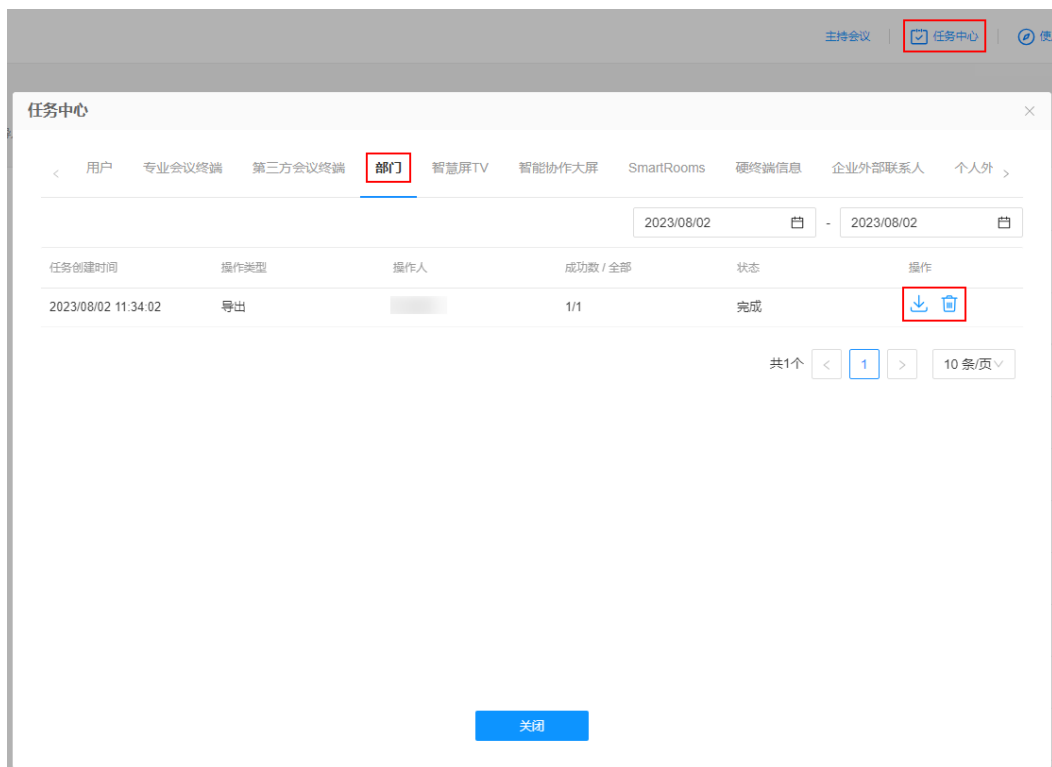 主持会议 任务中心 使
任务中心
用户 专业会议终端 第三方会议终端 部门 智慧屏TV 智能协作大屏 SmartRooms 硬终端信息 企业外部联系人 个人外
2023/08/02 - 2023/08/02
任务创建时间 操作类型 操作人 成功数 / 全部 状态 操作
2023/08/02 11:34:02 导出 1/1 完成
共1个 < 1 > 10 条/页
关闭